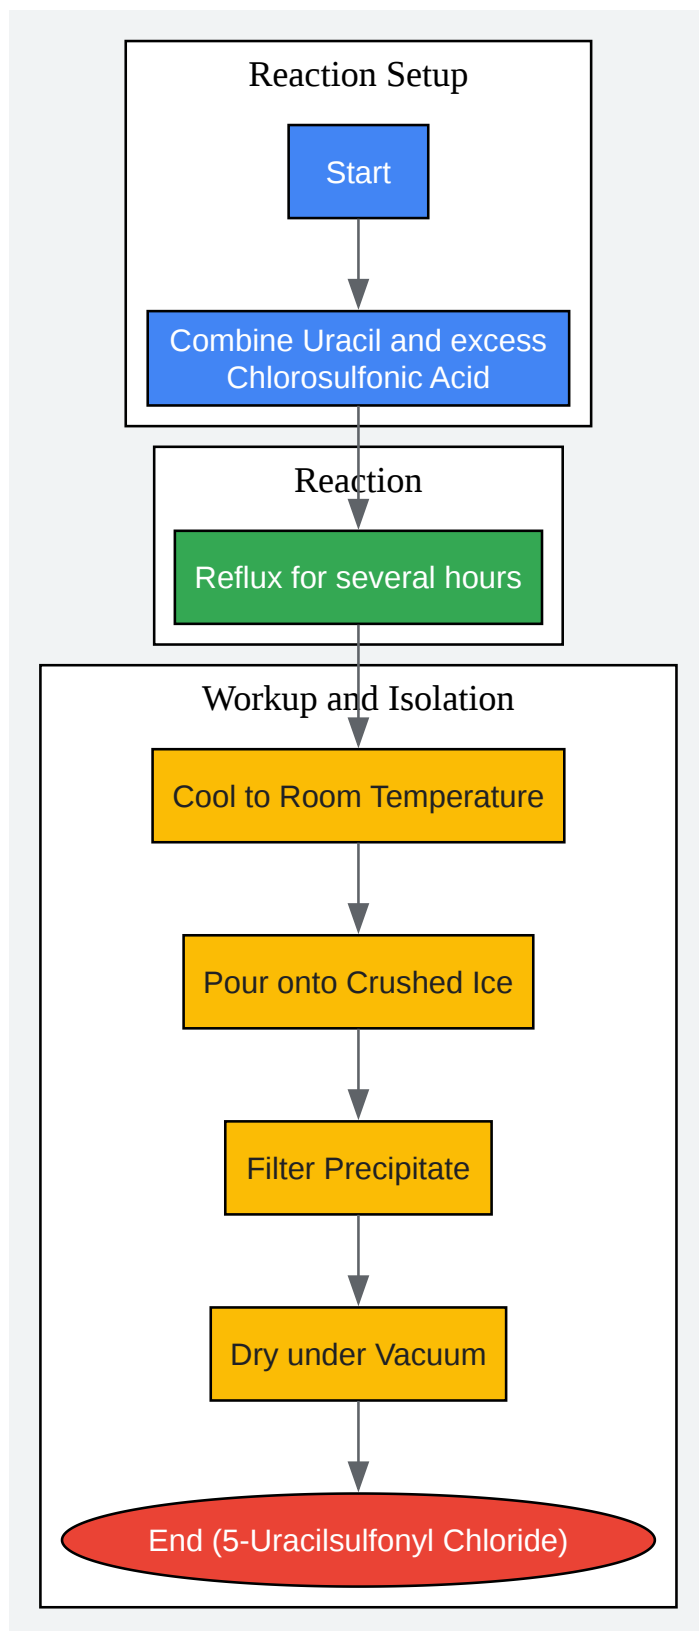 Reaction Setup
Start
Combine Uracil and excess
Chlorosulfonic Acid
Reaction
Reflux for several hours
Workup and Isolation
Cool to Room Temperature
Pour onto Crushed Ice
Filter Precipitate
Dry under Vacuum
End (5-Uracilsulfonyl Chloride)